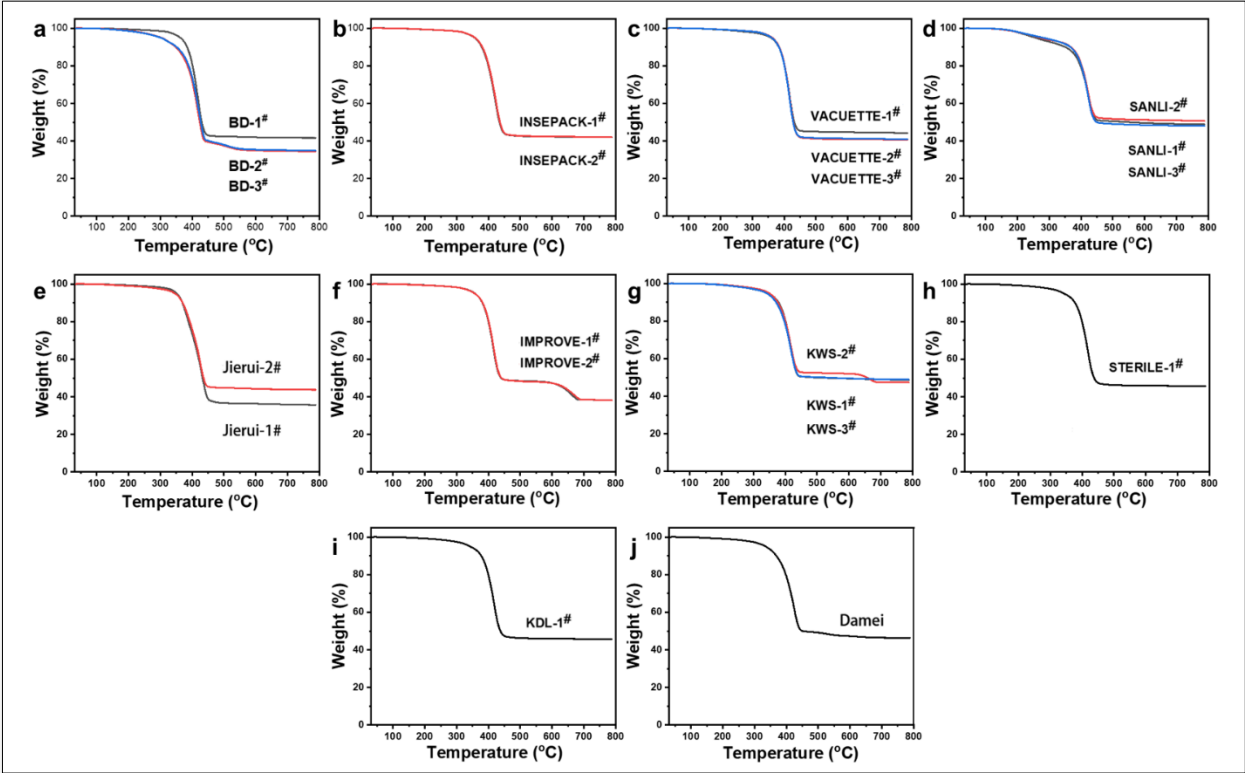 a
Weight (%)
100
80
60
40
20
0
BD-1#
BD-2#
BD-3#
100 200 300 400 500 600 700 800
Temperature (°C)
b
Weight (%)
100
80
60
40
20
0
INSEPACK-1#
INSEPACK-2#
100 200 300 400 500 600 700 800
Temperature (°C)
c
Weight (%)
100
80
60
40
20
0
VACUETTE-1#
VACUETTE-2#
VACUETTE-3#
100 200 300 400 500 600 700 800
Temperature (°C)
d
Weight (%)
100
80
60
40
20
0
SANLI-2#
SANLI-1#
SANLI-3#
100 200 300 400 500 600 700 800
Temperature (°C)
e
Weight (%)
100
80
60
40
20
0
Jierui-2#
Jierui-1#
100 200 300 400 500 600 700 800
Temperature (°C)
f
Weight (%)
100
80
60
40
20
0
IMPROVE-1#
IMPROVE-2#
100 200 300 400 500 600 700 800
Temperature (°C)
g
Weight (%)
100
80
60
40
20
0
KWS-2#
KWS-1#
KWS-3#
100 200 300 400 500 600 700 800
Temperature (°C)
h
Weight (%)
100
80
60
40
20
0
STERILE-1#
100 200 300 400 500 600 700 800
Temperature (°C)
i
Weight (%)
100
80
60
40
20
0
KDL-1#
100 200 300 400 500 600 700 800
Temperature (°C)
j
Weight (%)
100
80
60
40
20
0
Damei
100 200 300 400 500 600 700 800
Temperature (°C)